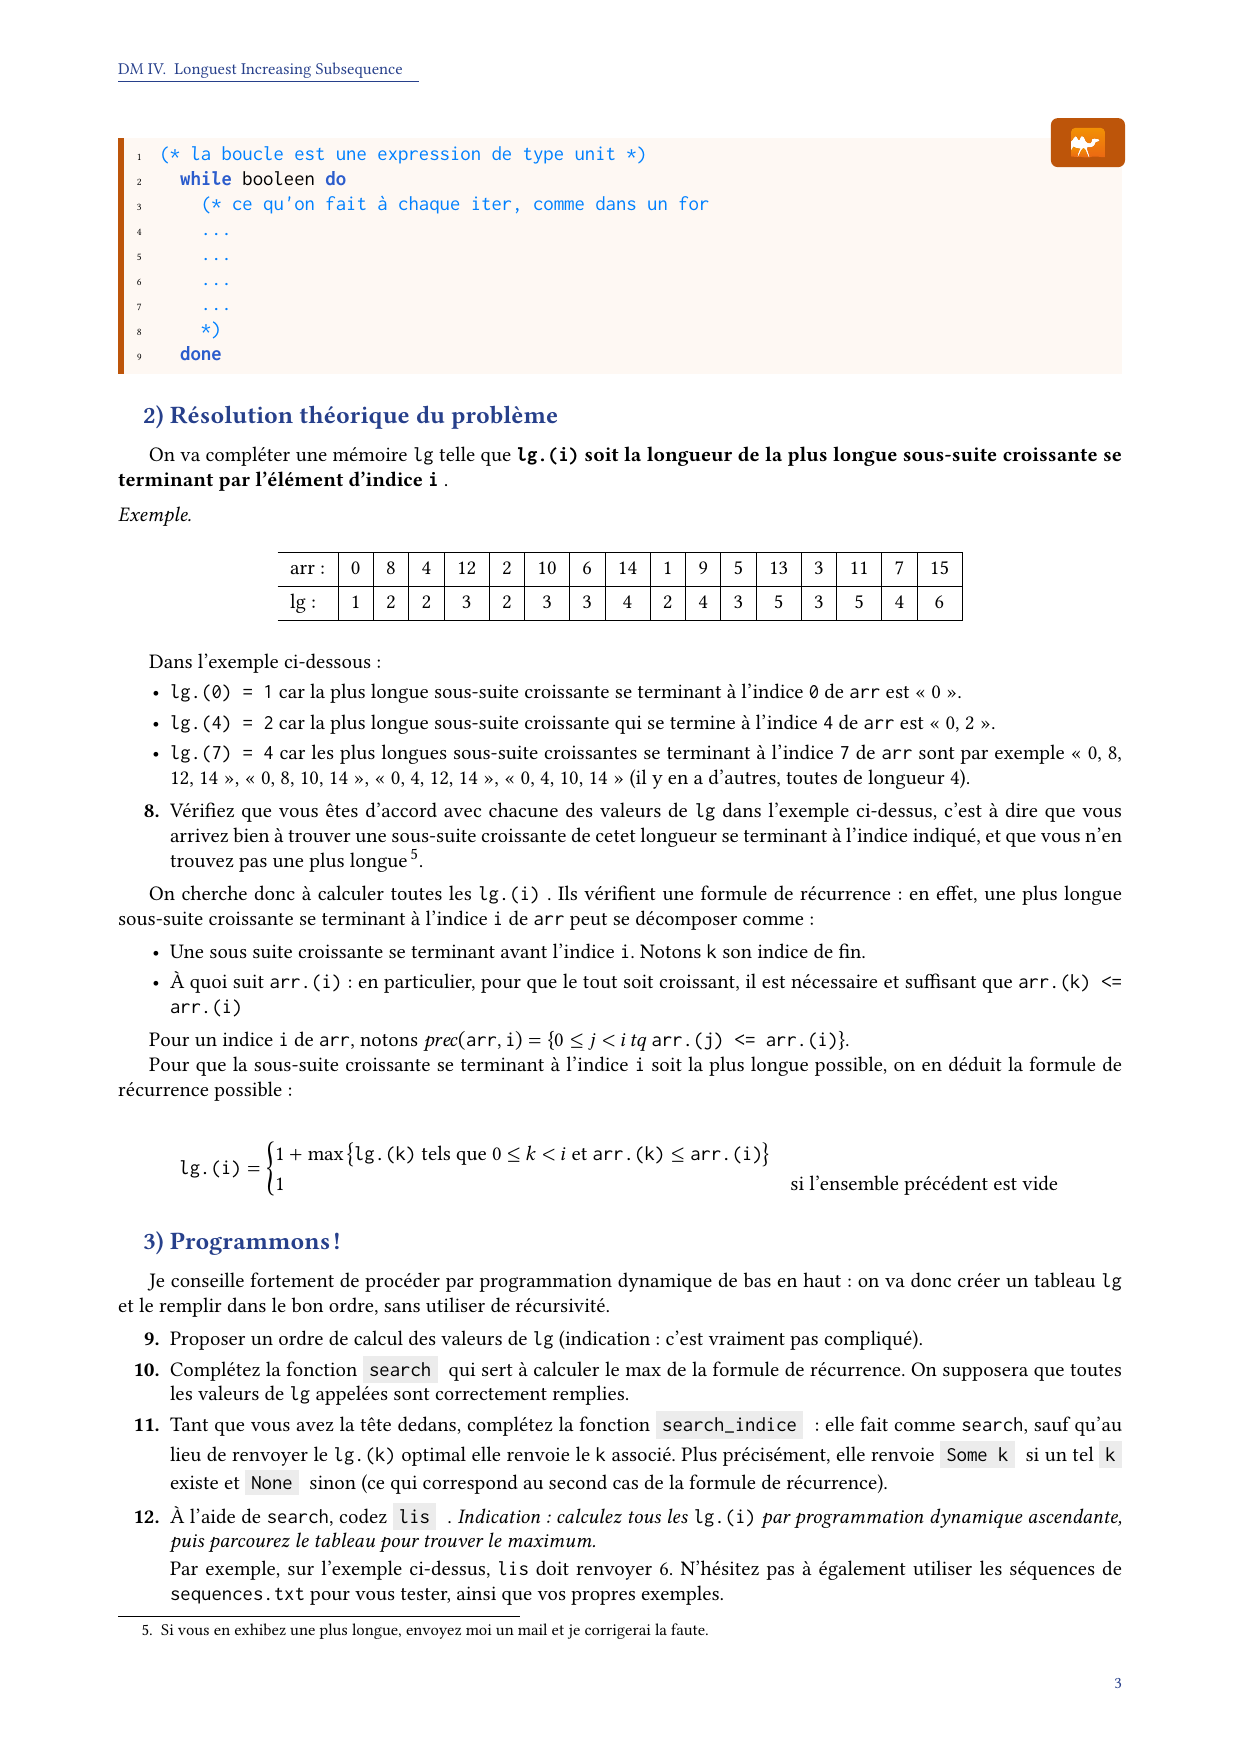 DM IV. Longest Increasing Subsequence
1 (* la boucle est une expression de type unit *)
2 while booleen do
3 (* ce qu'on fait à chaque iter, comme dans un for
4 ...
5 ...
6 ...
7 ...
8 *)
9 done
2) Résolution théorique du problème
On va compléter une mémoire lg telle que lg.(i) soit la longueur de la plus longue sous-suite croissante se
terminant par l'élément d'indice i .
Exemple.
arr : 0 8 4 12 2 10 6 14 1 9 5 13 3 11 7 15
lg : 1 2 2 3 2 3 3 4 2 4 3 5 3 5 4 6
Dans l'exemple ci-dessous :
• lg.(0) = 1 car la plus longue sous-suite croissante se terminant à l'indice 0 de arr est « 0 ».
• lg.(4) = 2 car la plus longue sous-suite croissante qui se termine à l'indice 4 de arr est « 0, 2 ».
• lg.(7) = 4 car les plus longues sous-suite croissantes se terminant à l'indice 7 de arr sont par exemple « 0, 8,
12, 14 », « 0, 8, 10, 14 », « 0, 4, 12, 14 », « 0, 4, 10, 14 » (il y en a d'autres, toutes de longueur 4).
8. Vérifiez que vous êtes d'accord avec chacune des valeurs de lg dans l'exemple ci-dessus, c'est à dire que vous
arrivez bien à trouver une sous-suite croissante de cetet longueur se terminant à l'indice indiqué, et que vous n'en
trouvez pas une plus longue 5.
On cherche donc à calculer toutes les lg.(i) . Ils vérifient une formule de récurrence : en effet, une plus longue
sous-suite croissante se terminant à l'indice i de arr peut se décomposer comme :
• Une sous suite croissante se terminant avant l'indice i. Notons k son indice de fin.
• À quoi suit arr.(i) : en particulier, pour que le tout soit croissant, il est nécessaire et suffisant que arr.(k) <=
arr.(i)
Pour un indice i de arr, notons prec(arr, i) = {0 ≤ j < i tq arr.(j) <= arr.(i)}.
Pour que la sous-suite croissante se terminant à l'indice i soit la plus longue possible, on en déduit la formule de
récurrence possible :
lg.(i) = {1 + max{lg.(k) tels que 0 ≤ k < i et arr.(k) ≤ arr.(i)}
1 si l'ensemble précédent est vide
3) Programmons !
Je conseille fortement de procéder par programmation dynamique de bas en haut : on va donc créer un tableau lg
et le remplir dans le bon ordre, sans utiliser de récursivité.
9. Proposer un ordre de calcul des valeurs de lg (indication : c'est vraiment pas compliqué).
10. Complétez la fonction search qui sert à calculer le max de la formule de récurrence. On supposera que toutes
les valeurs de lg appelées sont correctement remplies.
11. Tant que vous avez la tête dedans, complétez la fonction search_indice : elle fait comme search, sauf qu'au
lieu de renvoyer le lg.(k) optimal elle renvoie le k associé. Plus précisément, elle renvoie Some k si un tel k
existe et None sinon (ce qui correspond au second cas de la formule de récurrence).
12. À l'aide de search, codez lis . Indication : calculez tous les lg.(i) par programmation dynamique ascendante,
puis parcourez le tableau pour trouver le maximum.
Par exemple, sur l'exemple ci-dessus, lis doit renvoyer 6. N'hésitez pas à également utiliser les séquences de
sequences.txt pour vous tester, ainsi que vos propres exemples.
5. Si vous en exhibez une plus longue, envoyez moi un mail et je corrigerai la faute.
3